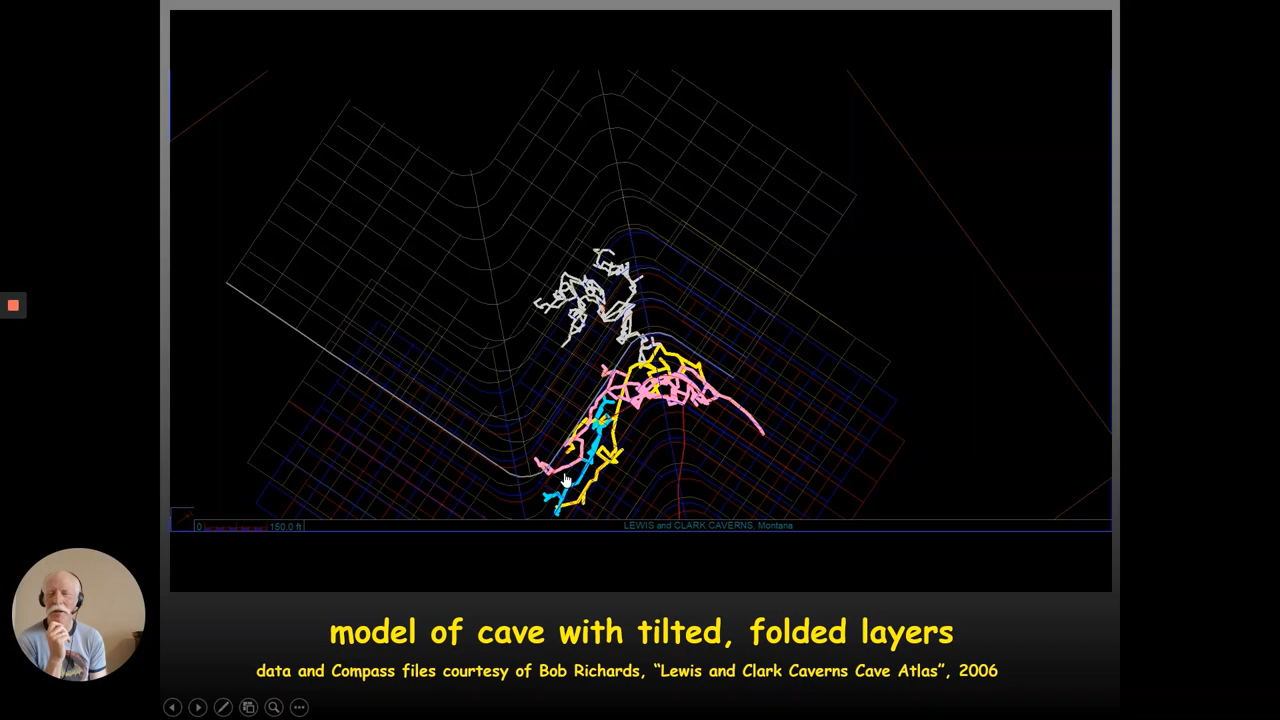 0 150.0 ft LEWIS and CLARK CAVERNS, Montana
model of cave with tilted, folded layers
data and Compass files courtesy of Bob Richards, “Lewis and Clark Caverns Cave Atlas”, 2006